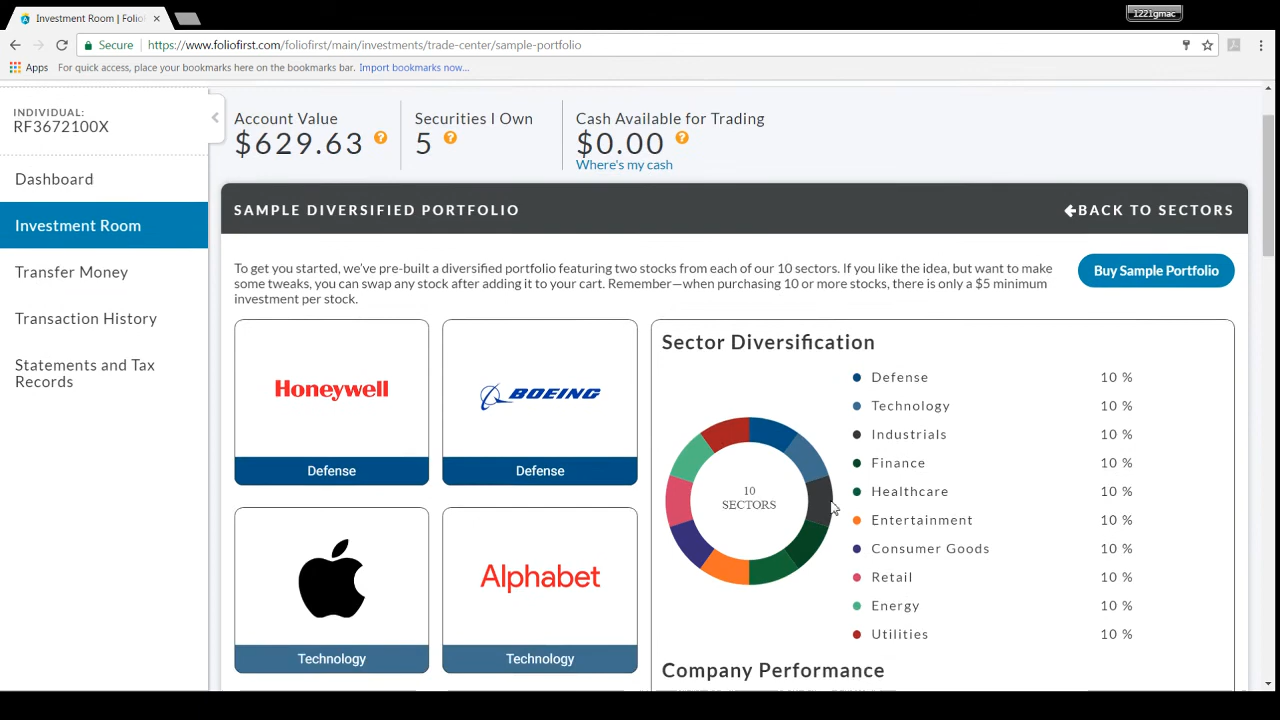 Investment Room | Folio
1221gmac
Secure
https://www.foliofirst.com/foliofirst/main/investments/trade-center/sample-portfolio
Apps
For quick access, place your bookmarks here on the bookmarks bar. Import bookmarks now...
INDIVIDUAL:
RF3672100X
Dashboard
Investment Room
Transfer Money
Transaction History
Statements and Tax
Records
Account Value
$629.63
Securities I Own
5
Cash Available for Trading
$0.00
Where's my cash
SAMPLE DIVERSIFIED PORTFOLIO
BACK TO SECTORS
To get you started, we've pre-built a diversified portfolio featuring two stocks from each of our 10 sectors. If you like the idea, but want to make
some tweaks, you can swap any stock after adding it to your cart. Remember—when purchasing 10 or more stocks, there is only a $5 minimum
investment per stock.
Buy Sample Portfolio
Honeywell
Defense
BOEING
Defense
Technology
Alphabet
Technology
Sector Diversification
10
SECTORS
Defense 10 %
Technology 10 %
Industrials 10 %
Finance 10 %
Healthcare 10 %
Entertainment 10 %
Consumer Goods 10 %
Retail 10 %
Energy 10 %
Utilities 10 %
Company Performance